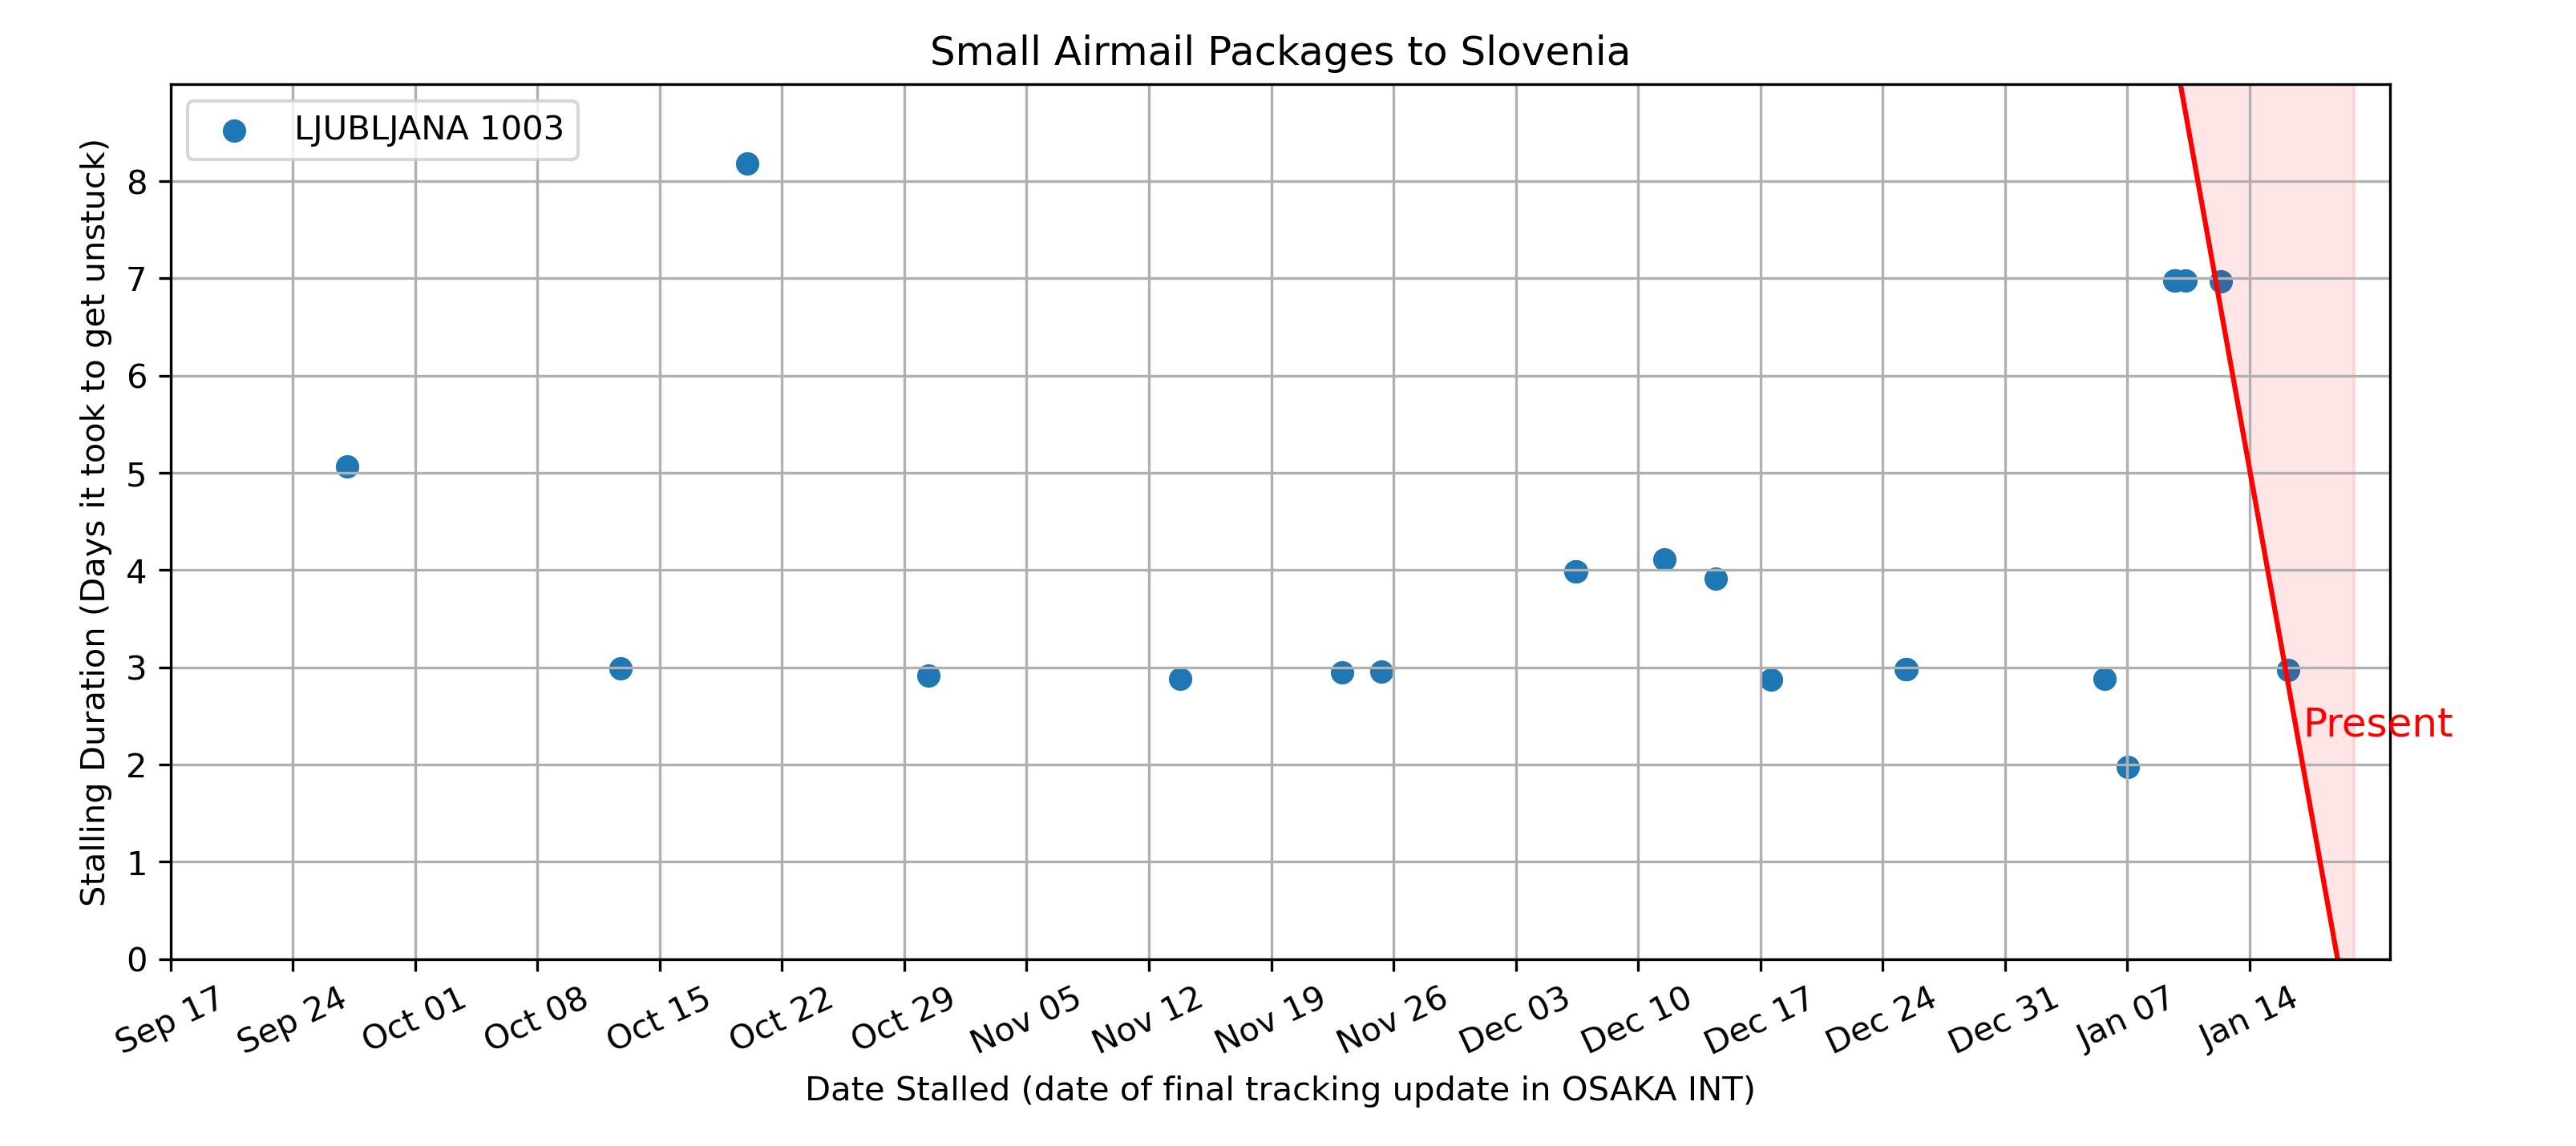 Small Airmail Packages to Slovenia
LJUBLJANA 1003
Stalling Duration (Days it took to get unstuck)
8
7
6
5
4
3
2
1
0
Present
Sep 17 Sep 24 Oct 01 Oct 08 Oct 15 Oct 22 Oct 29 Nov 05 Nov 12 Nov 19 Nov 26 Dec 03 Dec 10 Dec 17 Dec 24 Dec 31 Jan 07 Jan 14
Date Stalled (date of final tracking update in OSAKA INT)